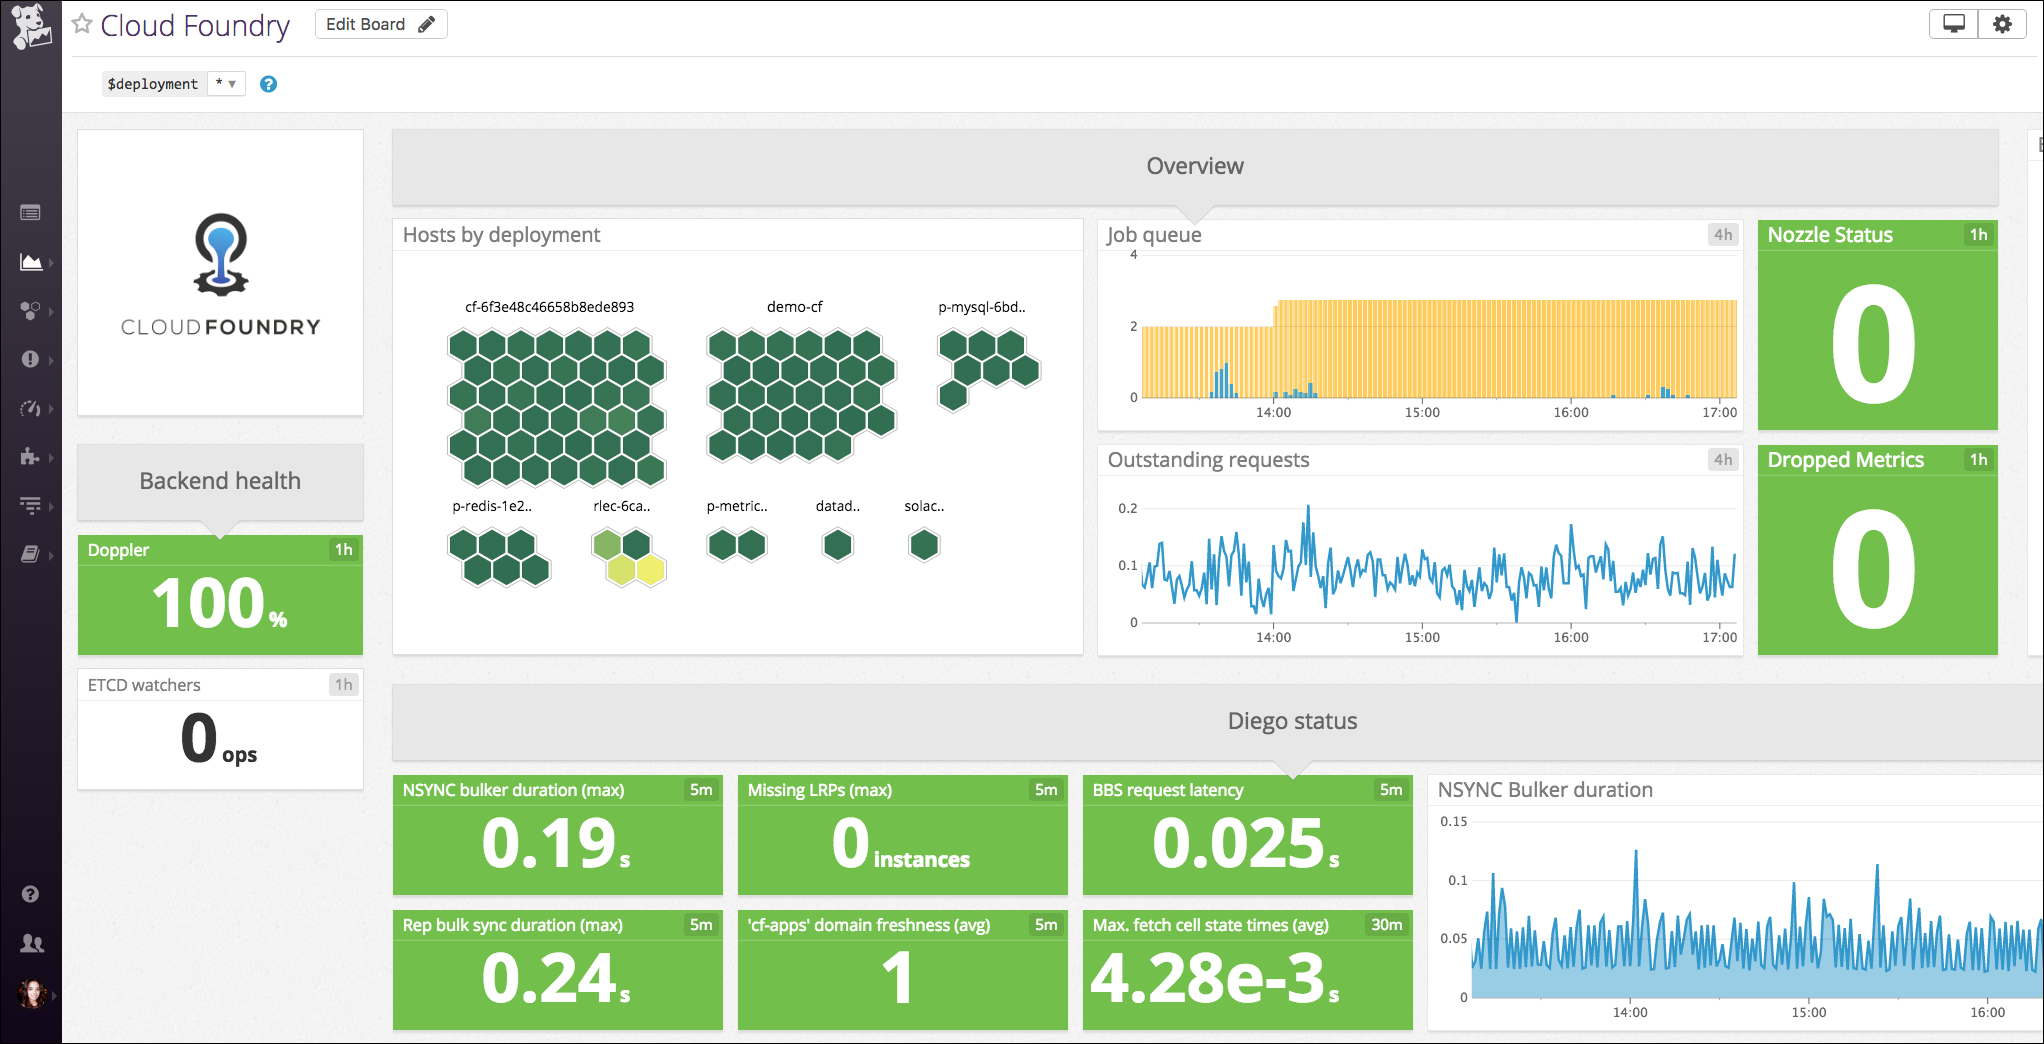 Cloud Foundry
Edit Board
$deployment
*
CLOUD FOUNDRY
Backend health
Doppler
1h
100 %
ETCD watchers
1h
0 ops
Overview
Hosts by deployment
cf-6f3e48c46658b8ede893
demo-cf
p-mysql-6bd..
p-redis-1e2..
rlec-6ca..
p-metric..
datad..
solac..
Job queue
4h
4
2
0
14:00
15:00
16:00
17:00
Nozzle Status
1h
0
Outstanding requests
4h
0.2
0.1
0
14:00
15:00
16:00
17:00
Dropped Metrics
1h
0
Diego status
NSYNC bulker duration (max)
5m
0.19 s
Missing LRPs (max)
5m
0 instances
BBS request latency
5m
0.025 s
Rep bulk sync duration (max)
5m
0.24 s
'cf-apps' domain freshness (avg)
5m
1
Max. fetch cell state times (avg)
30m
4.28e-3 s
NSYNC Bulker duration
0.15
0.1
0.05
0
14:00
15:00
16:00